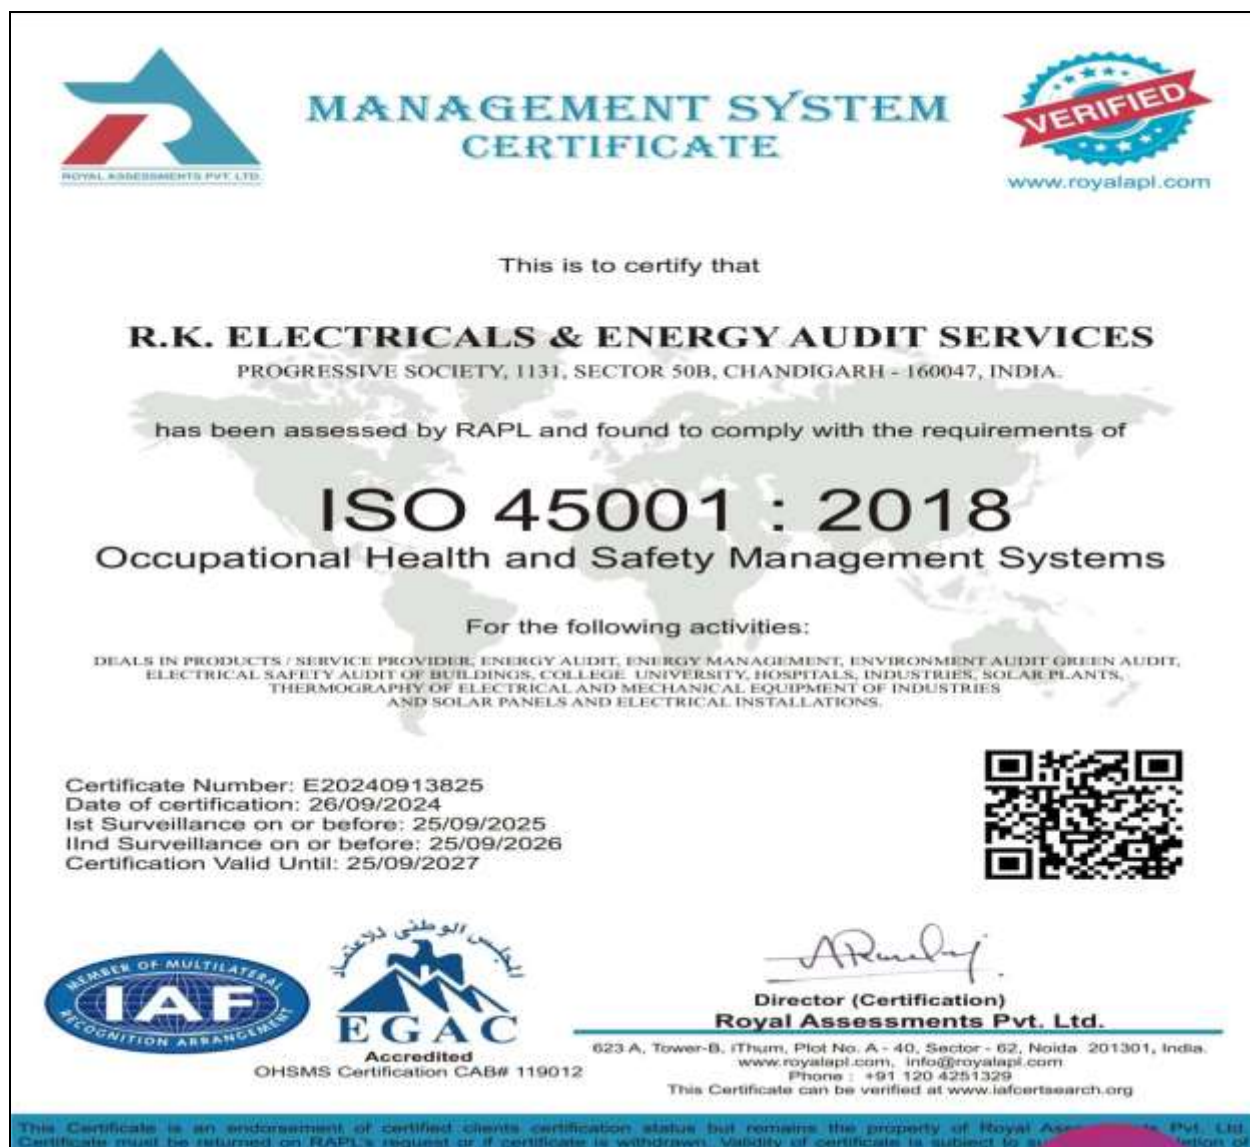 MANAGEMENT SYSTEM
CERTIFICATE
ROYAL ASSESSMENTS PVT. LTD.
VERIFIED
www.royalapl.com
This is to certify that
R.K. ELECTRICALS & ENERGY AUDIT SERVICES
PROGRESSIVE SOCIETY, 1131, SECTOR 50B, CHANDIGARH - 160047, INDIA.
has been assessed by RAPL and found to comply with the requirements of
ISO 45001 : 2018
Occupational Health and Safety Management Systems
For the following activities:
DEALS IN PRODUCTS / SERVICE PROVIDER, ENERGY AUDIT, ENERGY MANAGEMENT, ENVIRONMENT AUDIT GREEN AUDIT,
ELECTRICAL SAFETY AUDIT OF BUILDINGS, COLLEGE UNIVERSITY, HOSPITALS, INDUSTRIES, SOLAR PLANTS,
THERMOGRAPHY OF ELECTRICAL AND MECHANICAL EQUIPMENT OF INDUSTRIES
AND SOLAR PANELS AND ELECTRICAL INSTALLATIONS.
Certificate Number: E20240913825
Date of certification: 26/09/2024
Ist Surveillance on or before: 25/09/2025
IInd Surveillance on or before: 25/09/2026
Certification Valid Until: 25/09/2027
MEMBER OF MULTILATERAL
IAF
RECOGNITION ARRANGEMENT
المجلس الوطني للاعتماد
EGAC
Accredited
OHSMS Certification CAB# 119012
Director (Certification)
Royal Assessments Pvt. Ltd.
623 A, Tower-B, iThum, Plot No. A - 40, Sector - 62, Noida 201301, India.
www.royalapl.com, info@royalapl.com
Phone : +91 120 4251329
This Certificate can be verified at www.iafcertsearch.org
This Certificate is an endorsement of certified clients certification status but remains the property of Royal Pvt. Ltd.
Certificate must be returned on RAPL's request or if certificate is withdrawn. Validity of certificate is subject to